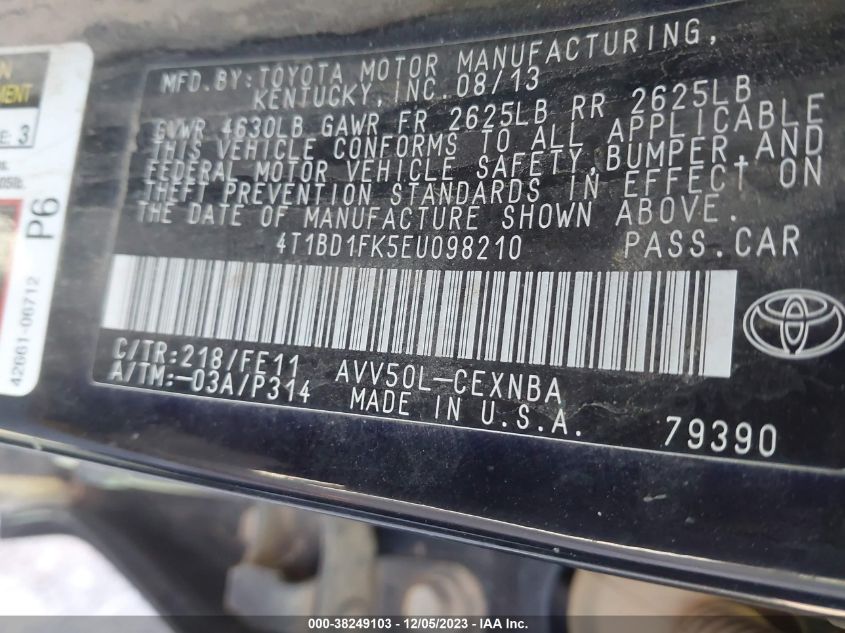 MFD.BY:TOYOTA MOTOR MANUFACTURING,
KENTUCKY, INC. 08/13
GVWR 4630LB GAWR FR 2625LB RR 2625LB
THIS VEHICLE CONFORMS TO ALL APPLICABLE
FEDERAL MOTOR VEHICLE SAFETY,BUMPER,AND
THEFT PREVENTION STANDARDS IN EFFECT ON
THE DATE OF MANUFACTURE SHOWN ABOVE.
4T1BD1FK5EU098210 PASS.CAR
C/TR:218/FE11 AVV50L-CEXNBA
A/TM:-03A/P314 MADE IN U.S.A.
79390
3
P6
42661-06712
000-38249103 - 12/05/2023 - IAA Inc.